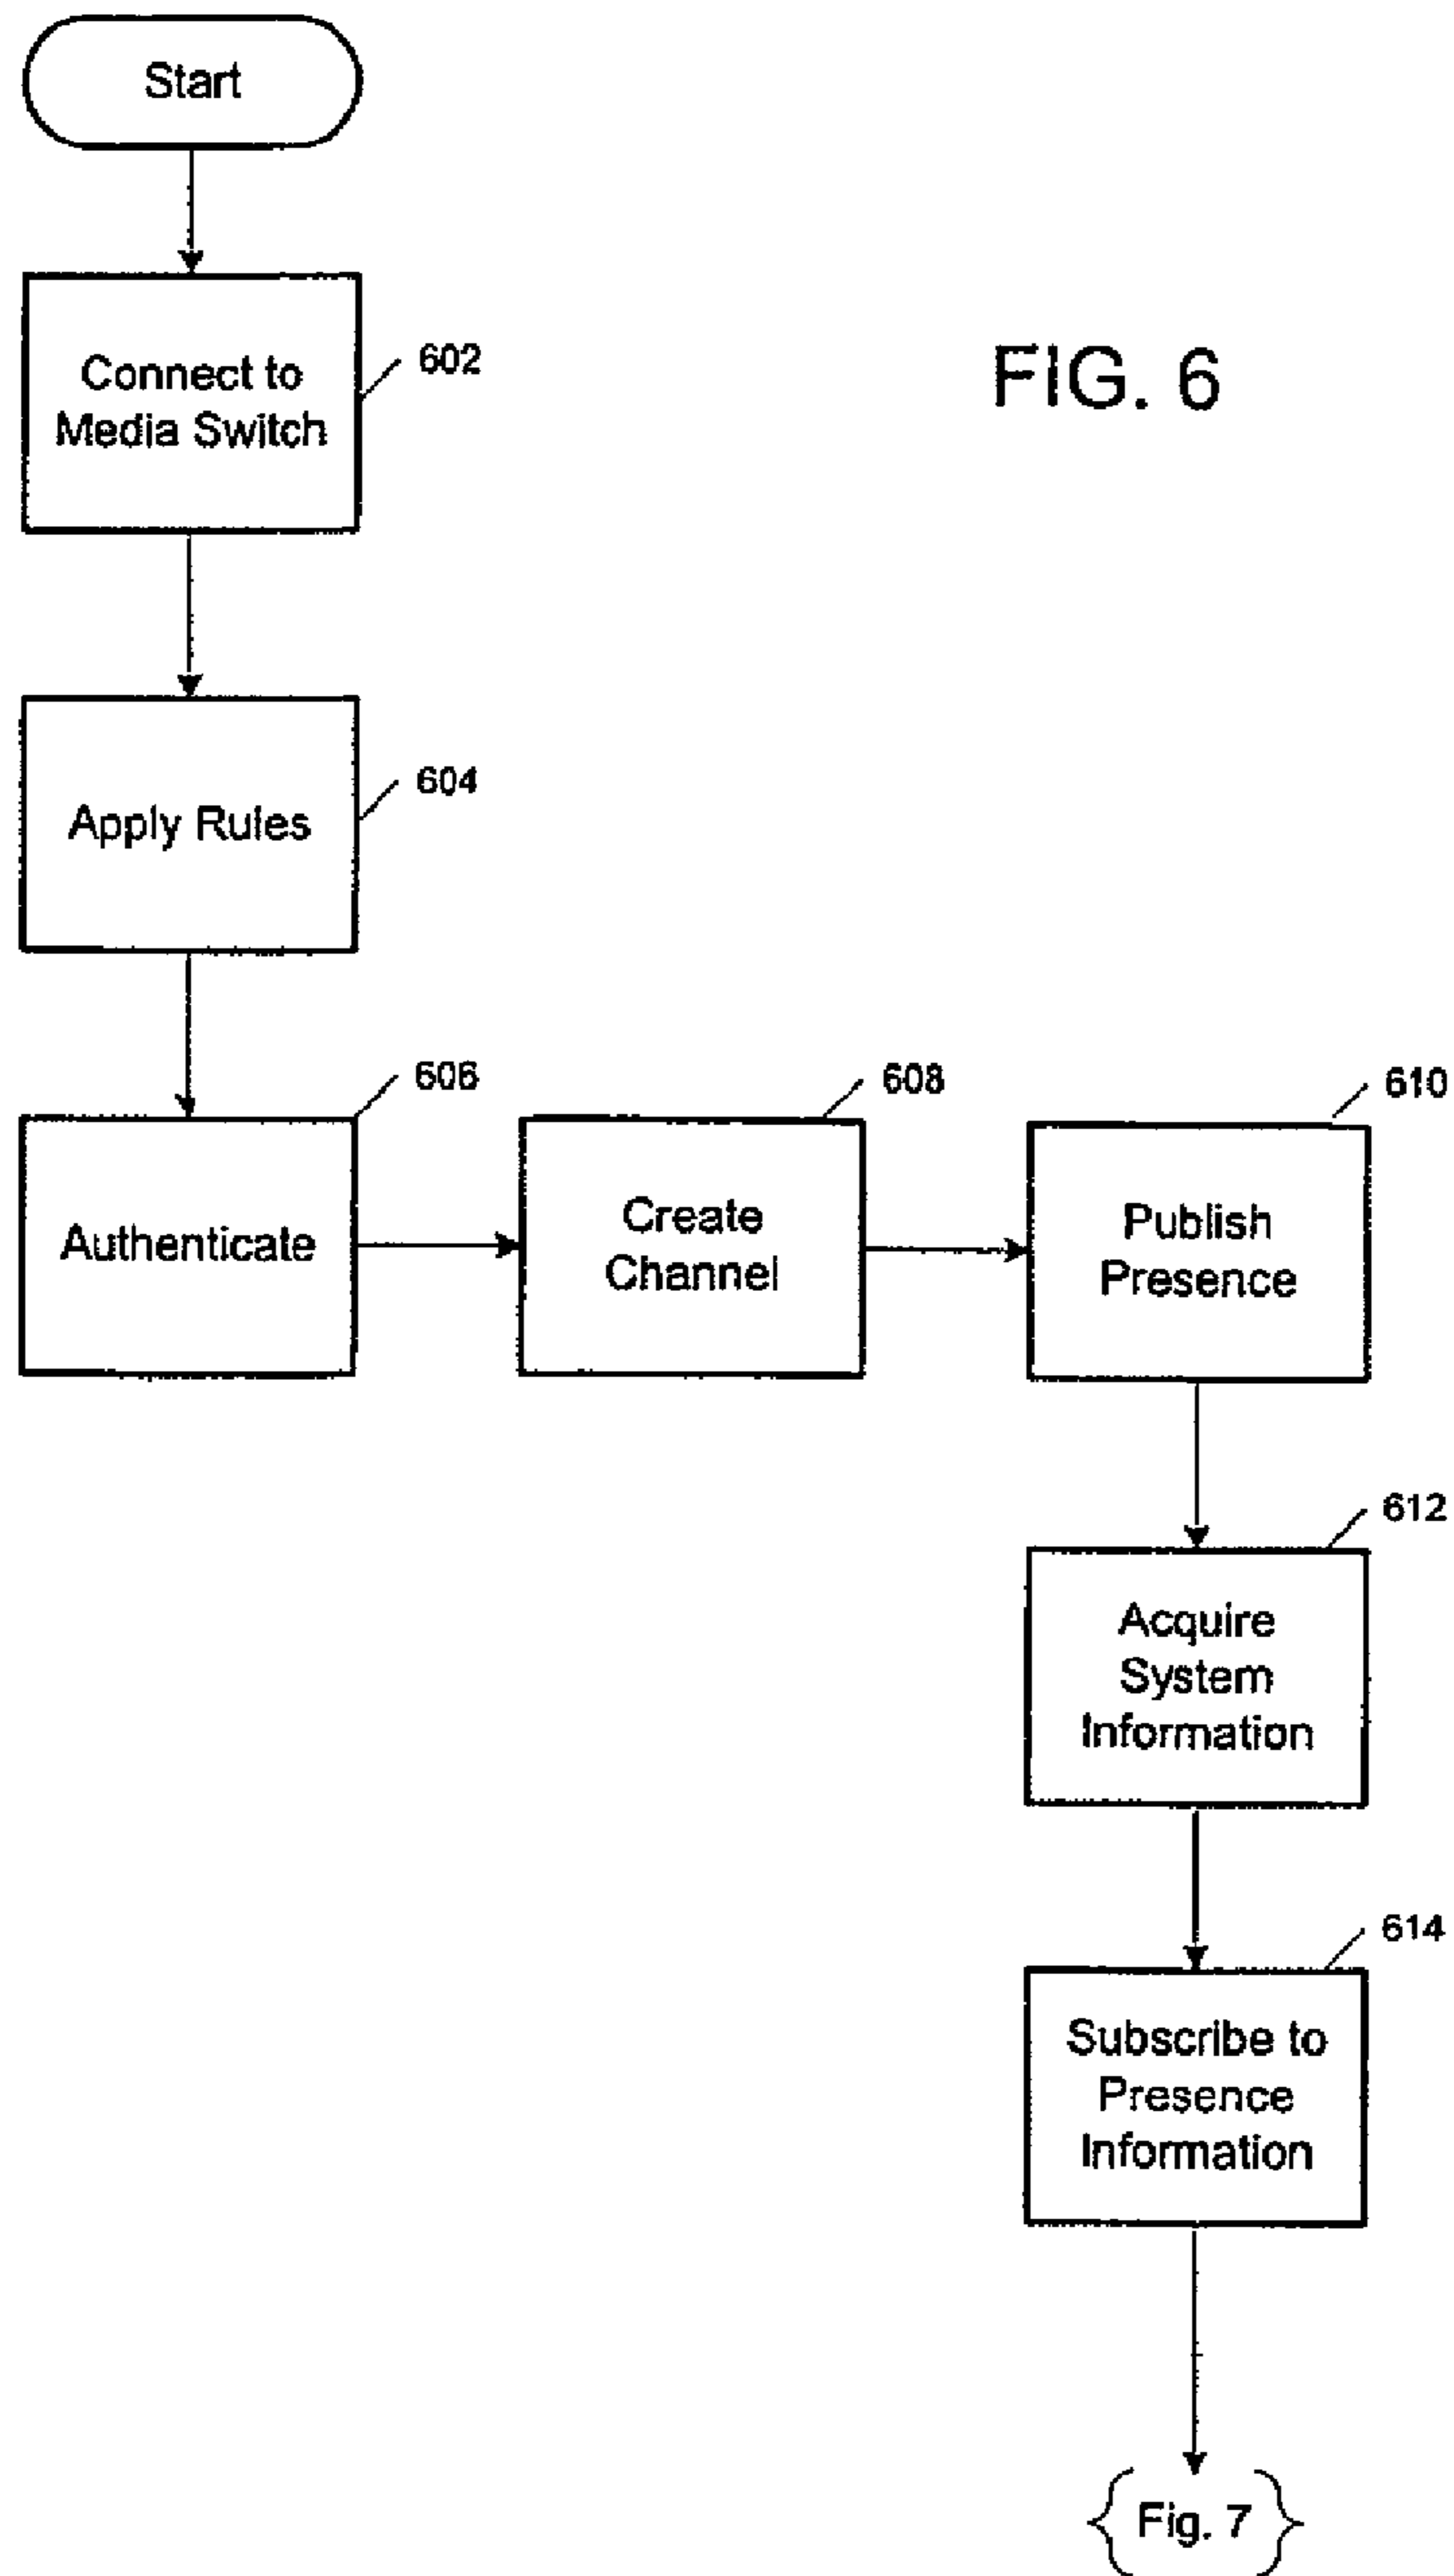 Start
Connect to
Media Switch
602
FIG. 6
Apply Rules
604
Authenticate
606
Create
Channel
608
Publish
Presence
610
Acquire
System
Information
612
Subscribe to
Presence
Information
614
{Fig. 7}